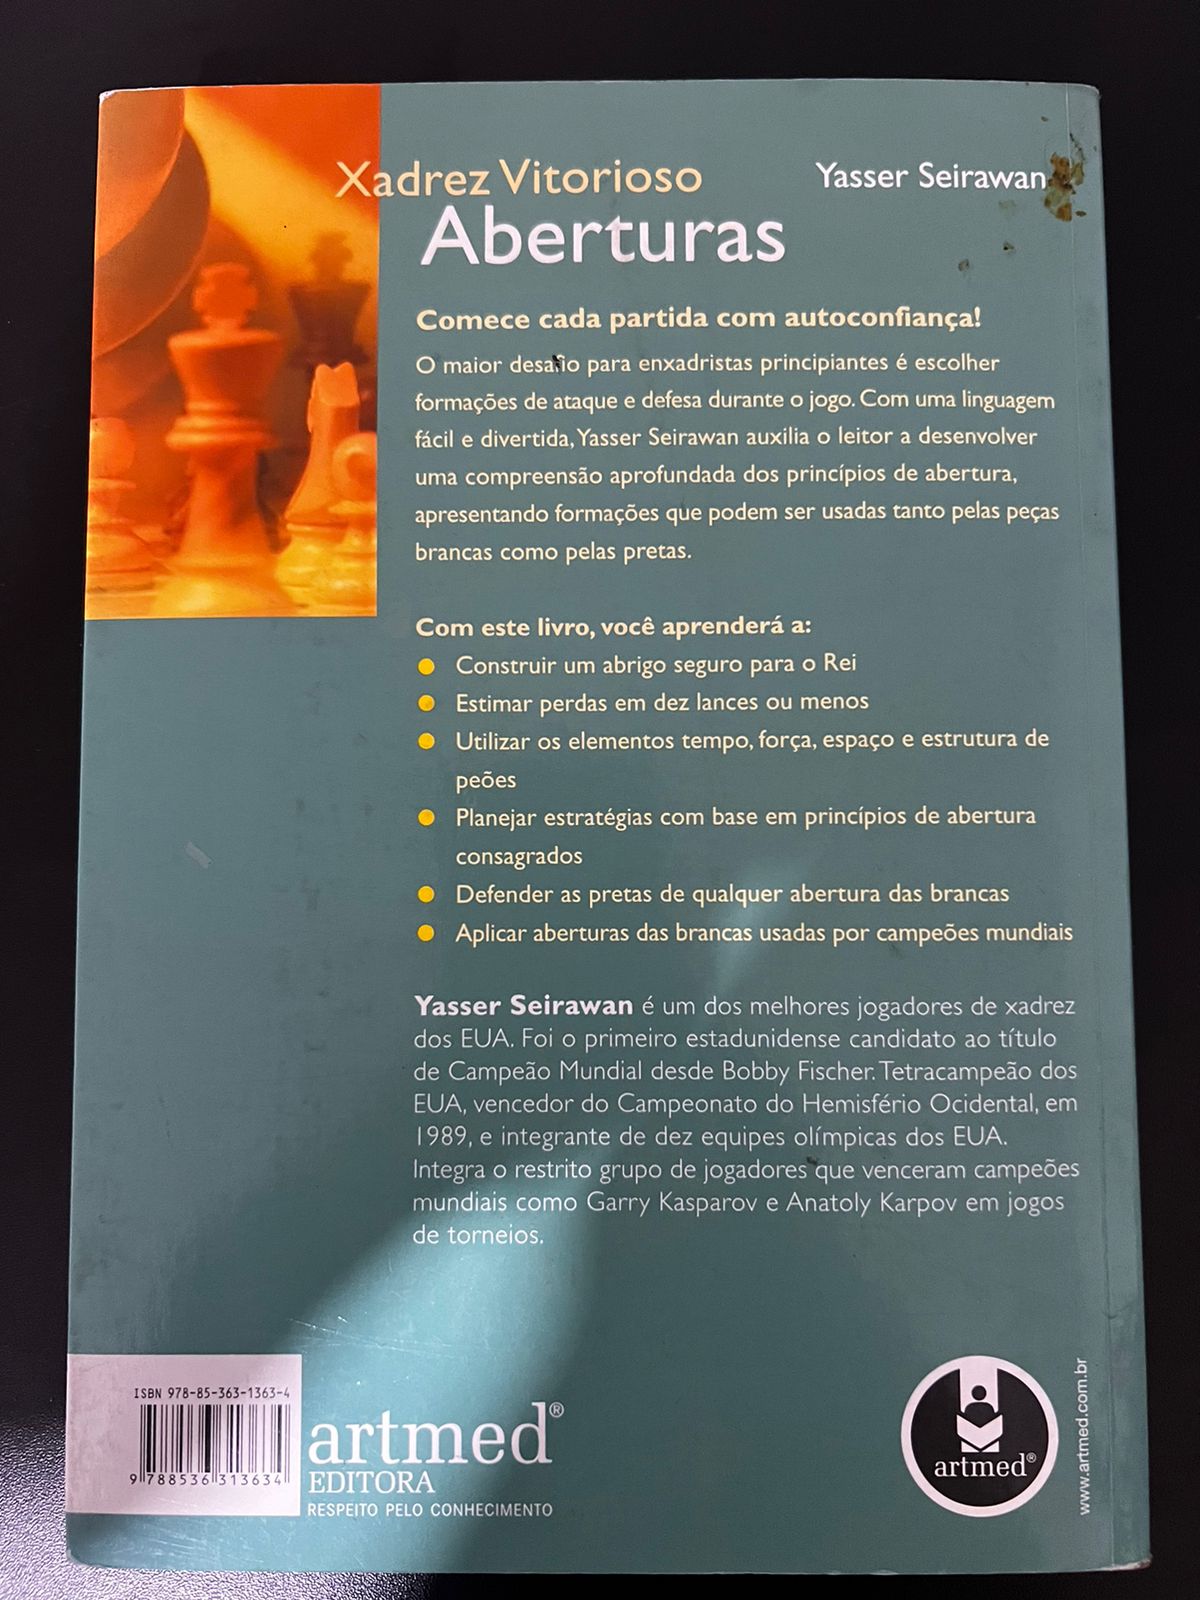 Xadrez Vitorioso
Yasser Seirawan
Aberturas
Comece cada partida com autoconfiança!
O maior desafio para enxadristas principiantes é escolher
formações de ataque e defesa durante o jogo. Com uma linguagem
fácil e divertida, Yasser Seirawan auxilia o leitor a desenvolver
uma compreensão aprofundada dos princípios de abertura,
apresentando formações que podem ser usadas tanto pelas peças
brancas como pelas pretas.
Com este livro, você aprenderá a:
Construir um abrigo seguro para o Rei
Estimar perdas em dez lances ou menos
Utilizar os elementos tempo, força, espaço e estrutura de
peões
Planejar estratégias com base em princípios de abertura
consagrados
Defender as pretas de qualquer abertura das brancas
Aplicar aberturas das brancas usadas por campeões mundiais
Yasser Seirawan é um dos melhores jogadores de xadrez
dos EUA. Foi o primeiro estadunidense candidato ao título
de Campeão Mundial desde Bobby Fischer. Tetracampeão dos
EUA, vencedor do Campeonato do Hemisfério Ocidental, em
1989, e integrante de dez equipes olímpicas dos EUA.
Integra o restrito grupo de jogadores que venceram campeões
mundiais como Garry Kasparov e Anatoly Karpov em jogos
de torneios.
ISBN 978-85-363-1363-4
9 788536 313634
artmed®
EDITORA
RESPEITO PELO CONHECIMENTO
artmed®
www.artmed.com.br